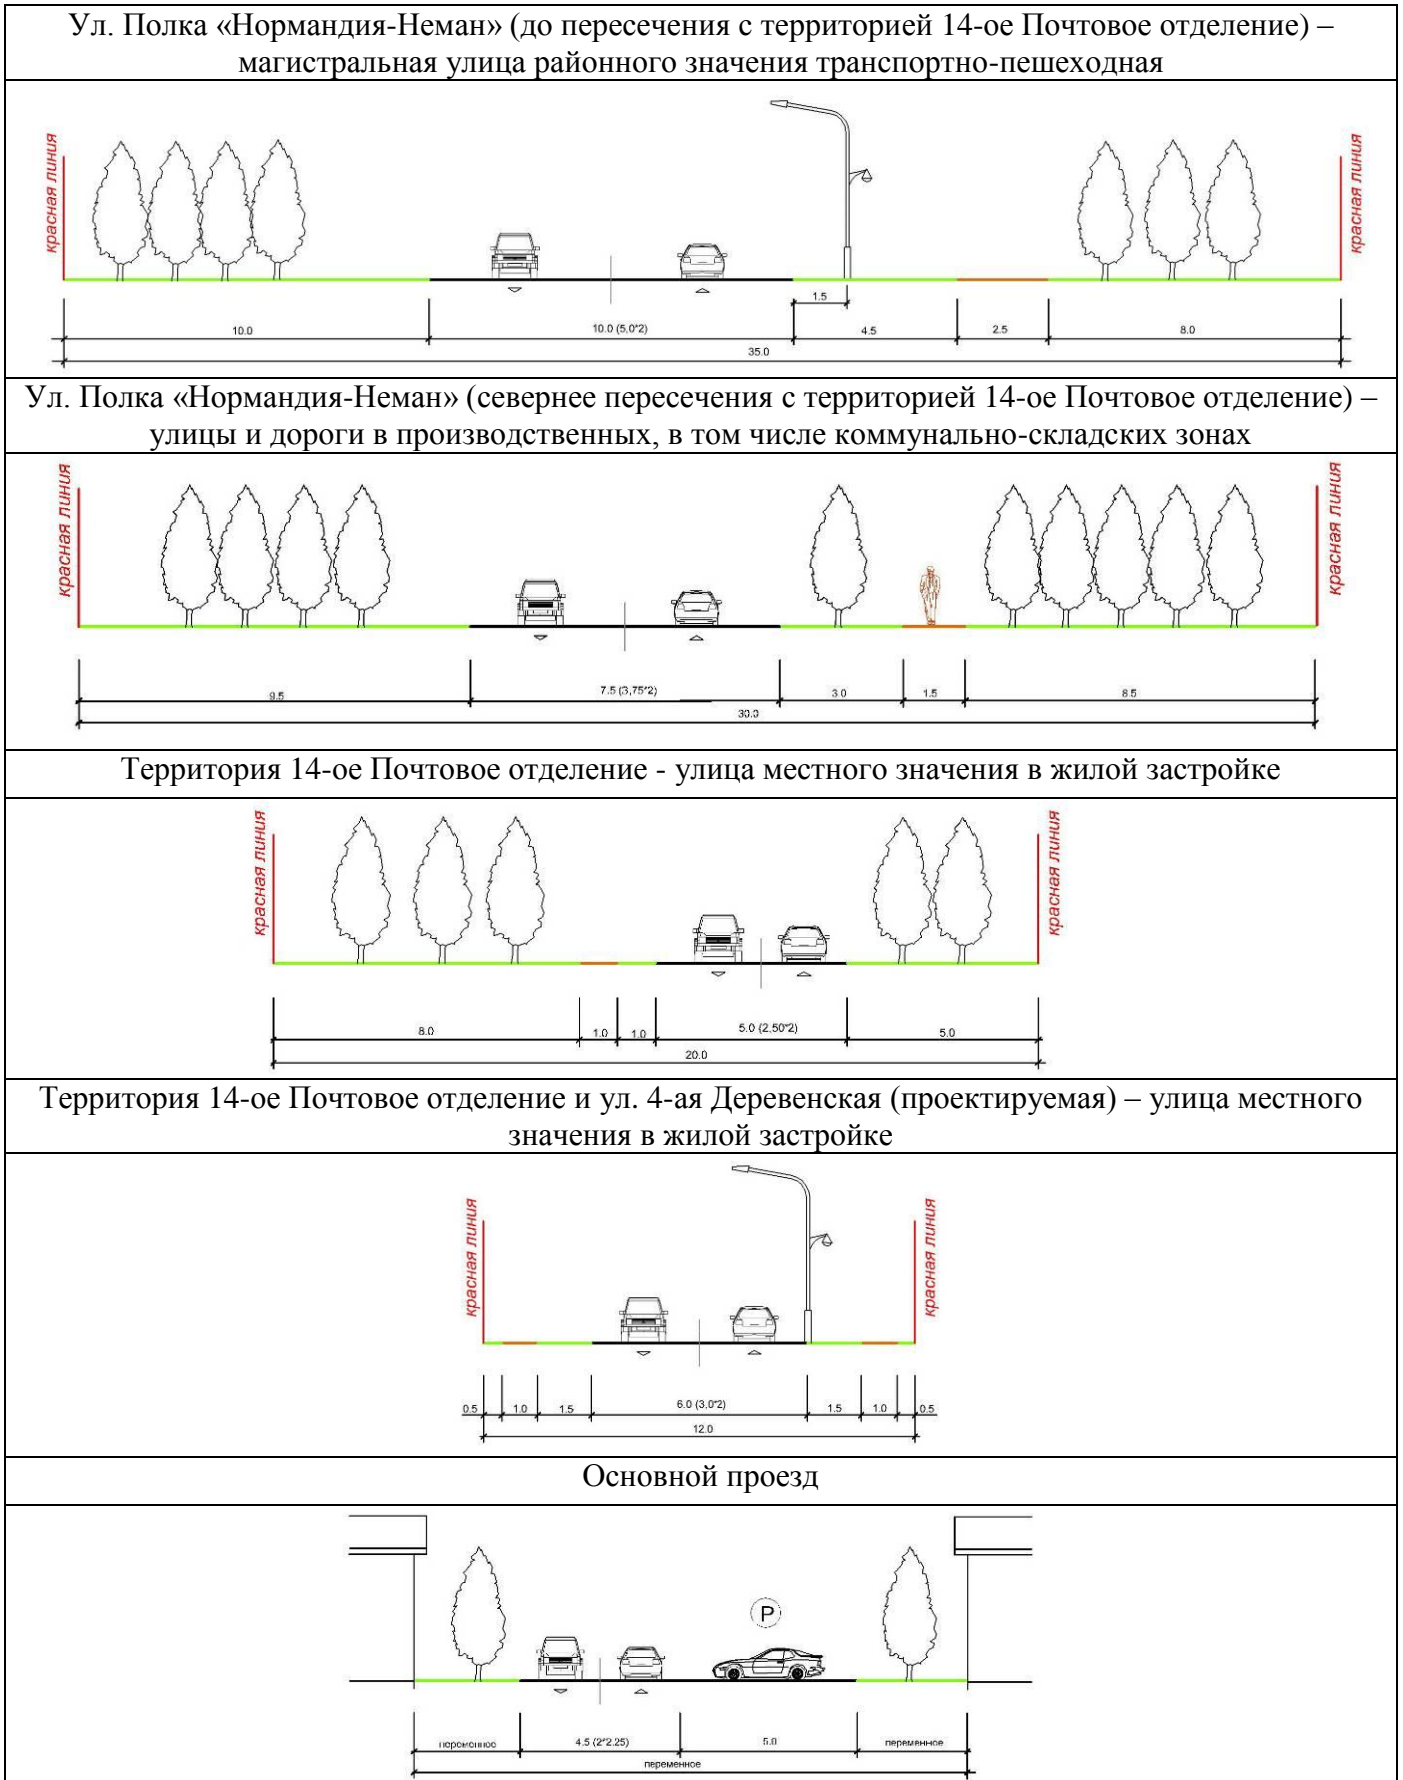 Ул. Полка «Нормандия-Неман» (до пересечения с территорией 14-ое Почтовое отделение) –
магистральная улица районного значения транспортно-пешеходная
красная линия
красная линия
1.5
10.0
10.0 (5,0*2)
4.5
2.5
8.0
35.0
Ул. Полка «Нормандия-Неман» (севернее пересечения с территорией 14-ое Почтовое отделение) –
улицы и дороги в производственных, в том числе коммунально-складских зонах
красная линия
красная линия
9.5
7.5 (3,75*2)
3.0
1.5
8.5
30.0
Территория 14-ое Почтовое отделение - улица местного значения в жилой застройке
красная линия
красная линия
8.0
1.0
1.0
5.0 (2,50*2)
5.0
20.0
Территория 14-ое Почтовое отделение и ул. 4-ая Деревенская (проектируемая) – улица местного
значения в жилой застройке
красная линия
красная линия
0.5
1.0
1.5
6.0 (3,0*2)
1.5
1.0
0.5
12.0
Основной проезд
P
переменное
4.5 (2*2.25)
5.0
переменное
переменное